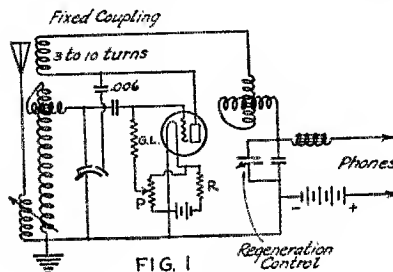 Fixed Coupling
3 to 10 turns
.006
G.L.
P
R
Phones
- +
Regeneration
Control
FIG. 1